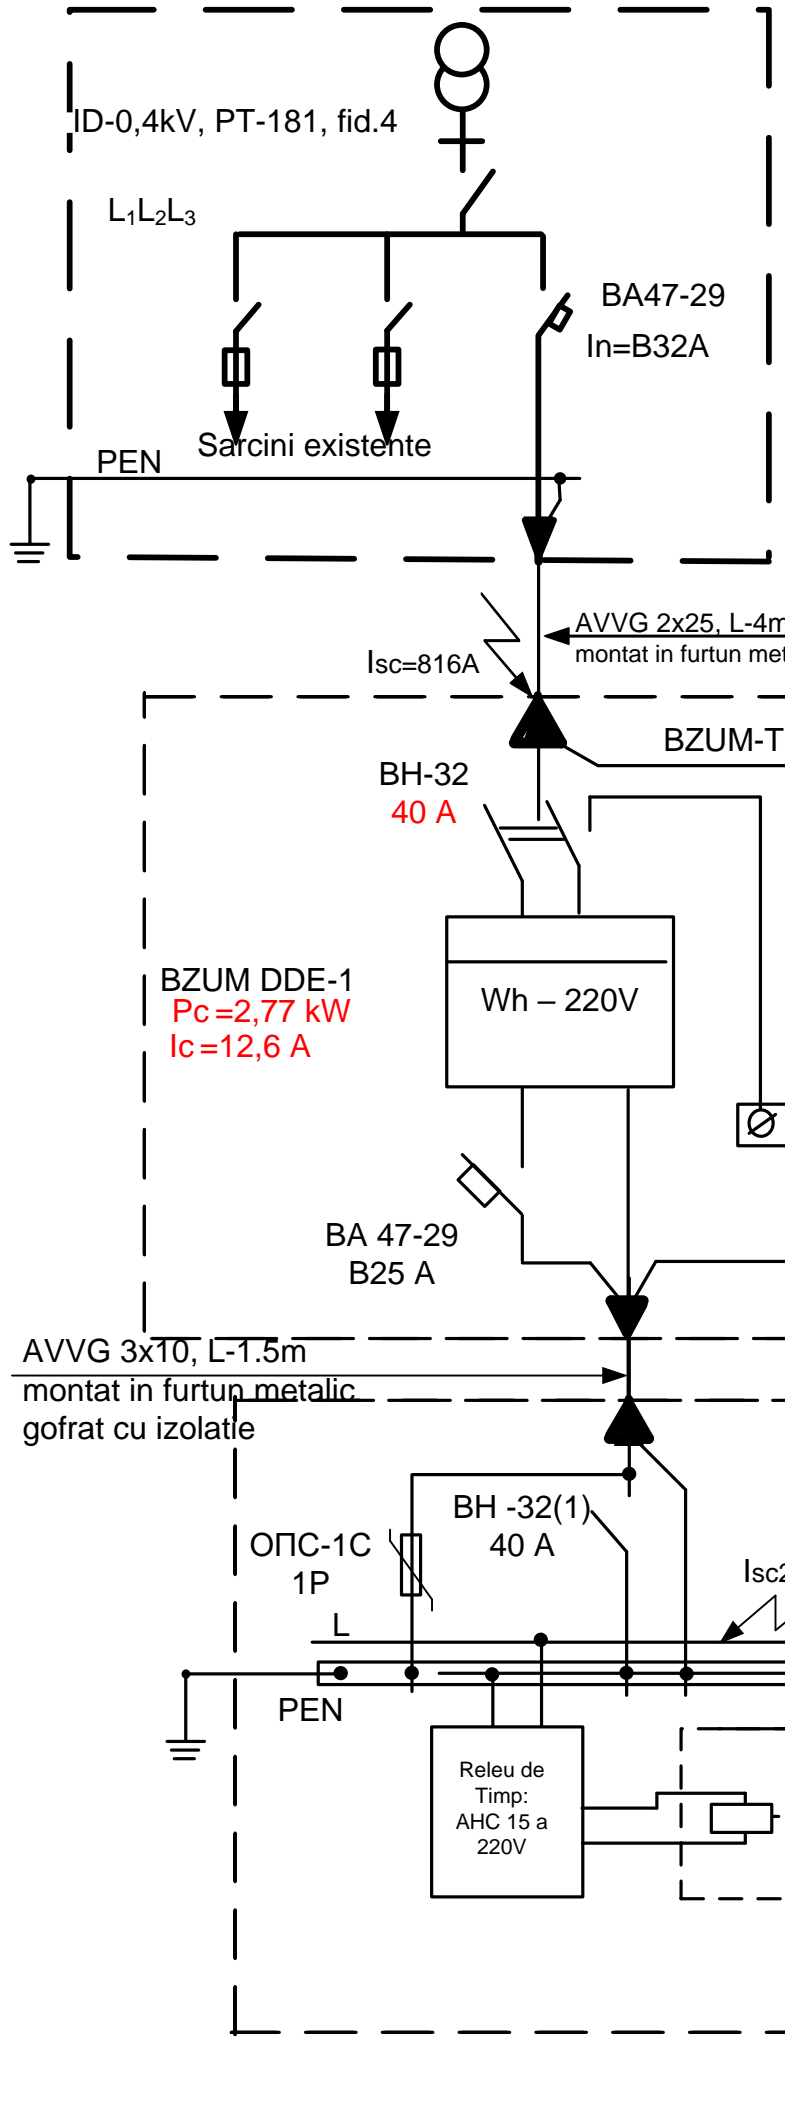 ID-0,4kV, PT-181, fid.4
L₁L₂L₃
BA47-29
In=B32A
Sarcini existente
PEN
AVVG 2x25, L-4m
montat in furtun met
Isc=816A
BZUM-T
BH-32
40 A
BZUM DDE-1
Pc=2,77 kW
Ic=12,6 A
Wh – 220V
BA 47-29
B25 A
AVVG 3x10, L-1.5m
montat in furtun metalic
gofrat cu izolatie
BH -32(1)
40 A
ОПС-1С
1P
Isc2
L
PEN
Releu de
Timp:
AHC 15 a
220V